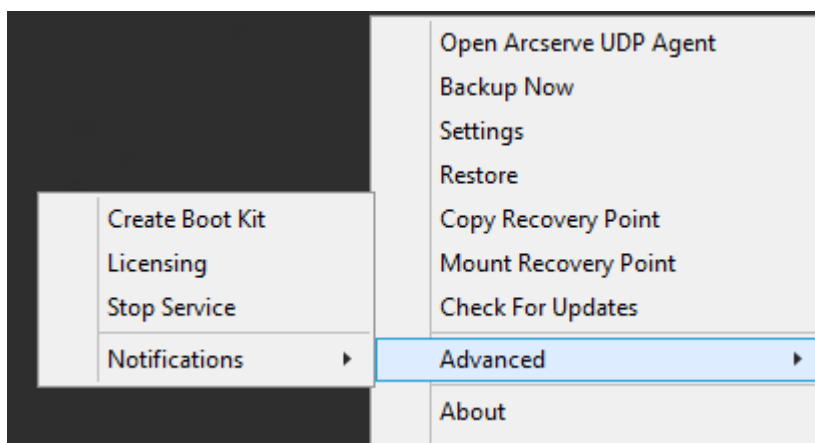 Open Arcserve UDP Agent
Backup Now
Settings
Restore
Copy Recovery Point
Mount Recovery Point
Check For Updates
Advanced
About
Create Boot Kit
Licensing
Stop Service
Notifications